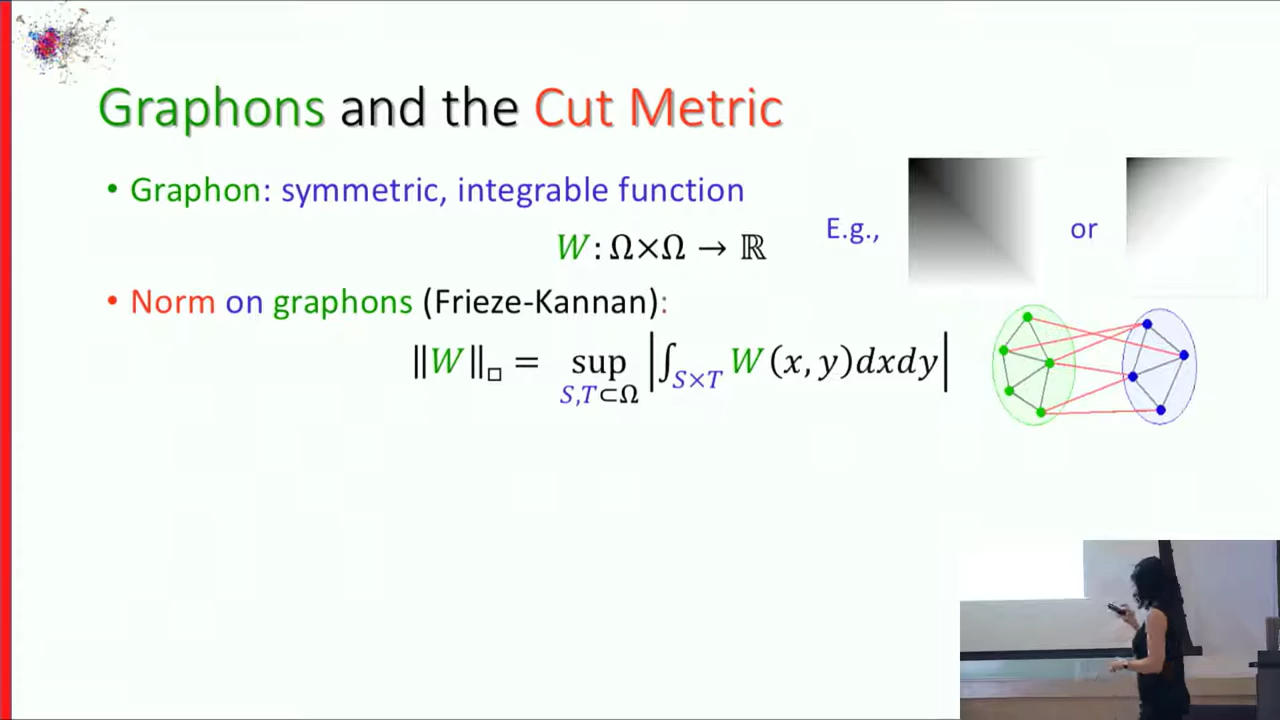 Graphons and the Cut Metric
• Graphon: symmetric, integrable function
E.g., or
W: Ω×Ω → ℝ
• Norm on graphons (Frieze-Kannan):
‖W‖□ = sup S,T⊂Ω |∫S×T W(x, y)dxdy|